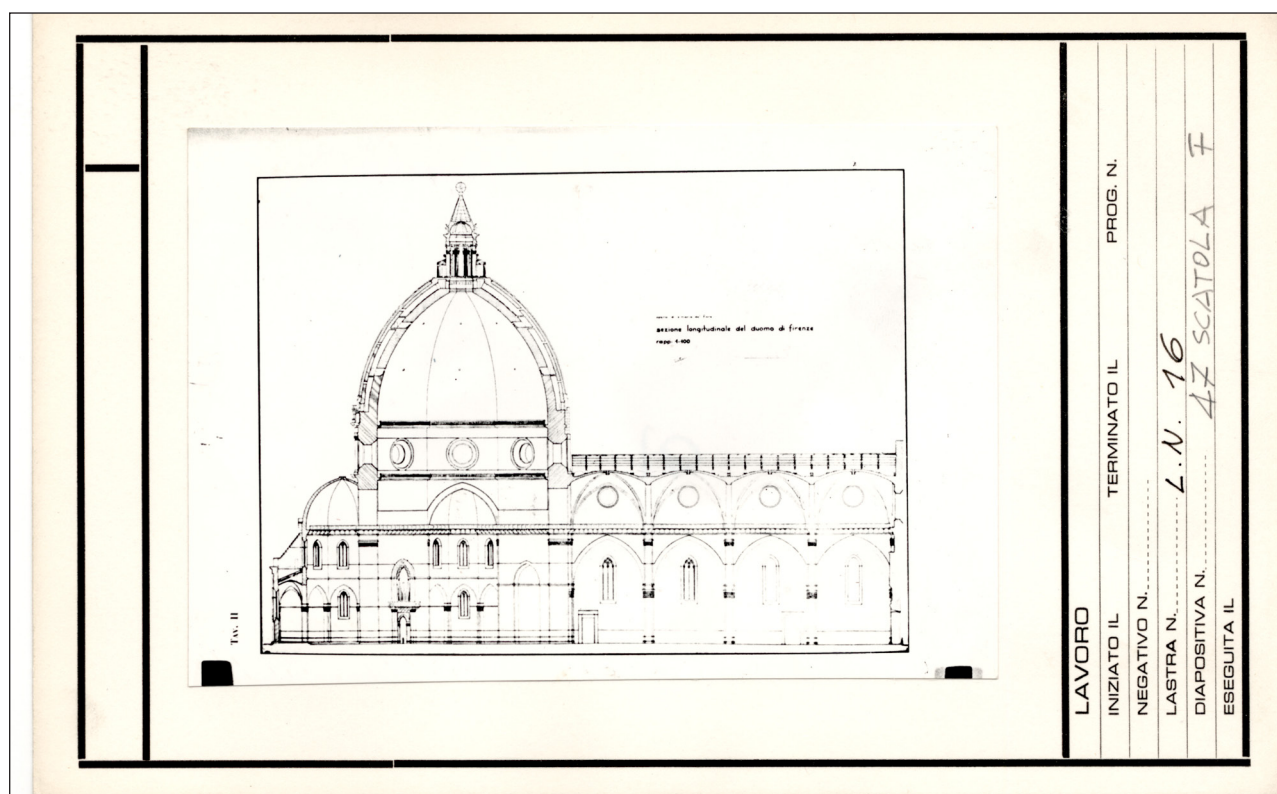 sezione longitudinale del duomo di firenze
rapp. 1:100
TAV. II
LAVORO
INIZIATO IL TERMINATO IL PROG. N.
NEGATIVO N.
LASTRA N. L.N. 16
DIAPOSITIVA N. 47 SCATOLA 7
ESEGUITA IL